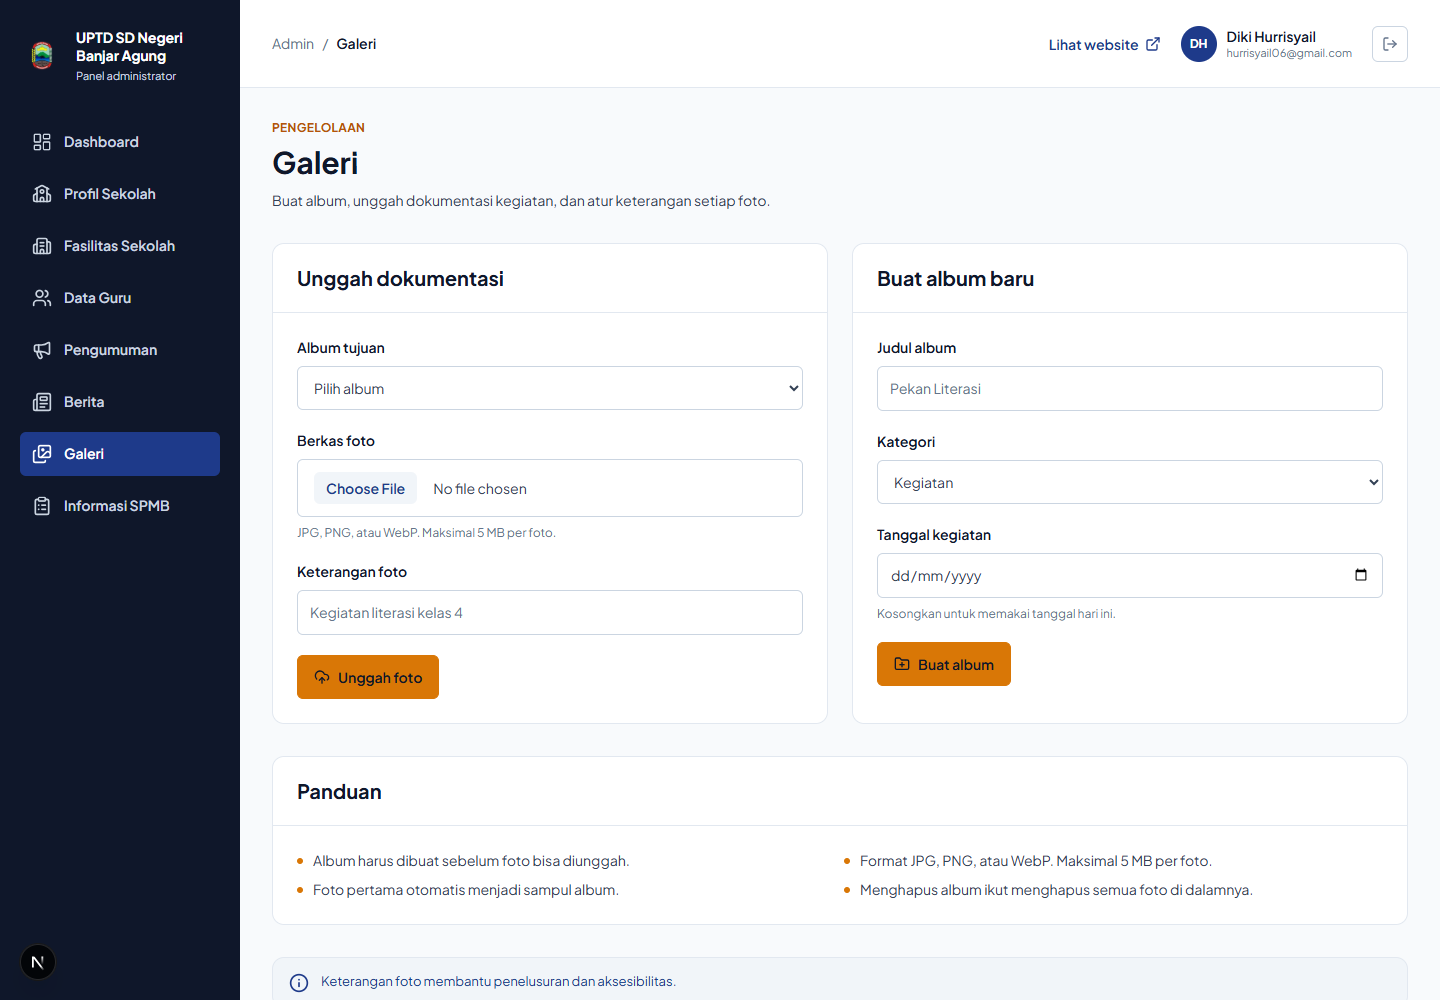 UPTD SD Negeri
Banjar Agung
Panel administrator
Dashboard
Profil Sekolah
Fasilitas Sekolah
Data Guru
Pengumuman
Berita
Galeri
Informasi SPMB
N
Admin / Galeri
Lihat website
DH
Diki Hurrisyail
hurrisyail06@gmail.com
PENGELOLAAN
Galeri
Buat album, unggah dokumentasi kegiatan, dan atur keterangan setiap foto.
Unggah dokumentasi
Album tujuan
Pilih album
Berkas foto
Choose File No file chosen
JPG, PNG, atau WebP. Maksimal 5 MB per foto.
Keterangan foto
Kegiatan literasi kelas 4
Unggah foto
Buat album baru
Judul album
Pekan Literasi
Kategori
Kegiatan
Tanggal kegiatan
dd/mm/yyyy
Kosongkan untuk memakai tanggal hari ini.
Buat album
Panduan
Album harus dibuat sebelum foto bisa diunggah.
Foto pertama otomatis menjadi sampul album.
Format JPG, PNG, atau WebP. Maksimal 5 MB per foto.
Menghapus album ikut menghapus semua foto di dalamnya.
Keterangan foto membantu penelusuran dan aksesibilitas.